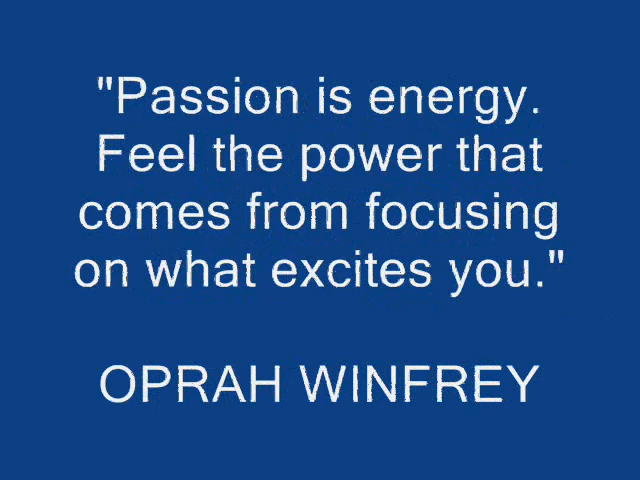 "Passion is energy.
Feel the power that
comes from focusing
on what excites you."
OPRAH WINFREY